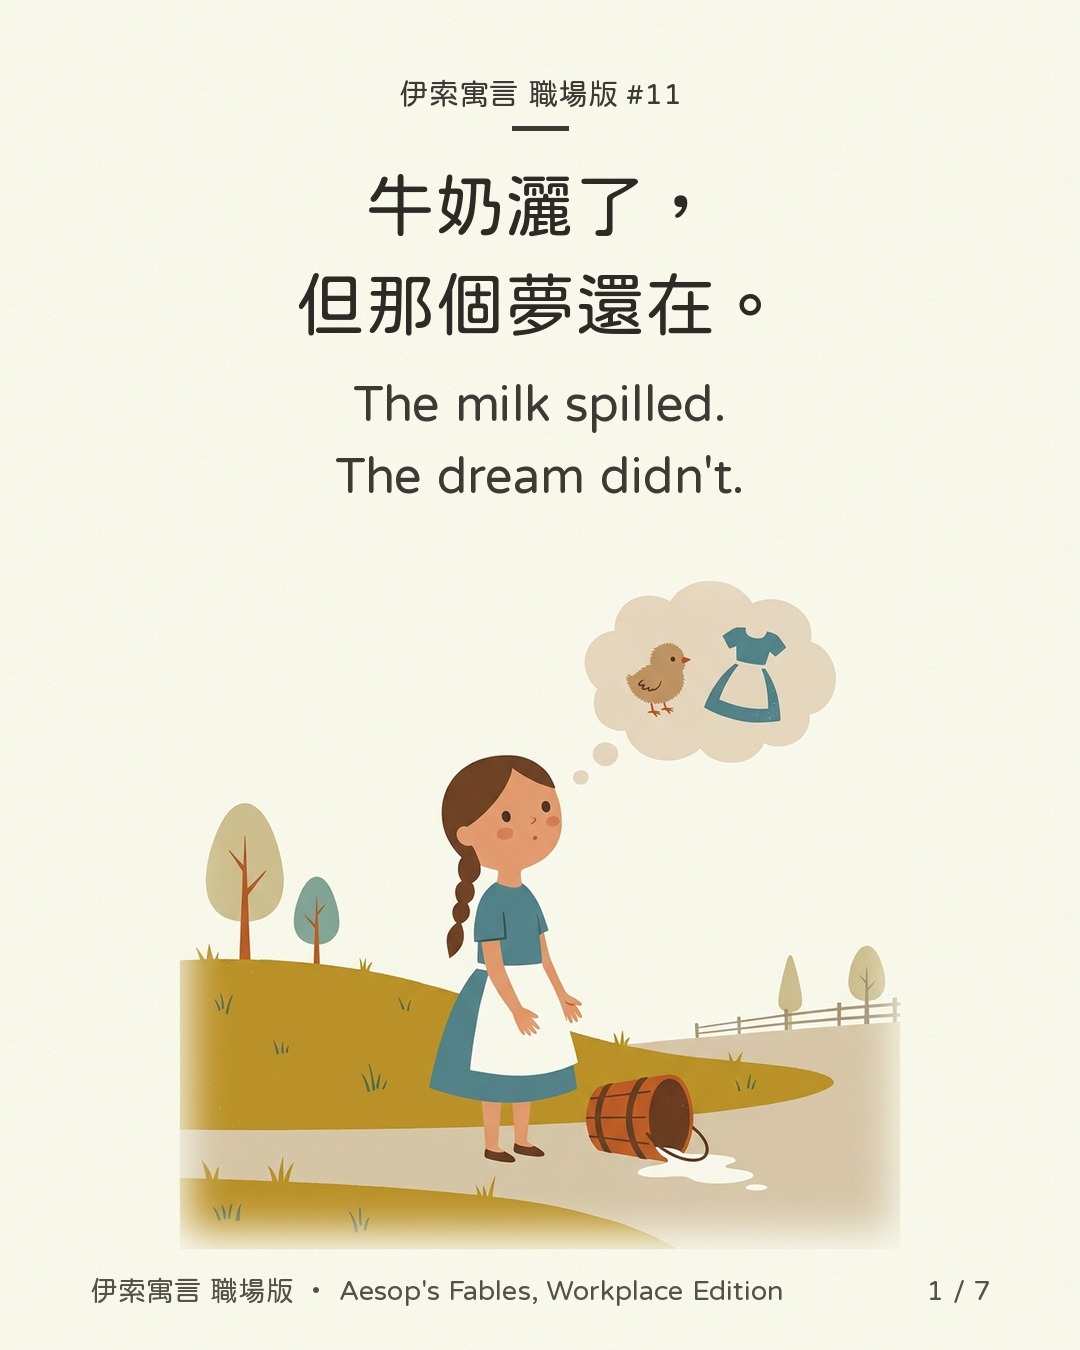 伊索寓言 職場版 #11
牛奶灑了，
但那個夢還在。
The milk spilled.
The dream didn't.
伊索寓言 職場版 • Aesop's Fables, Workplace Edition 1 / 7